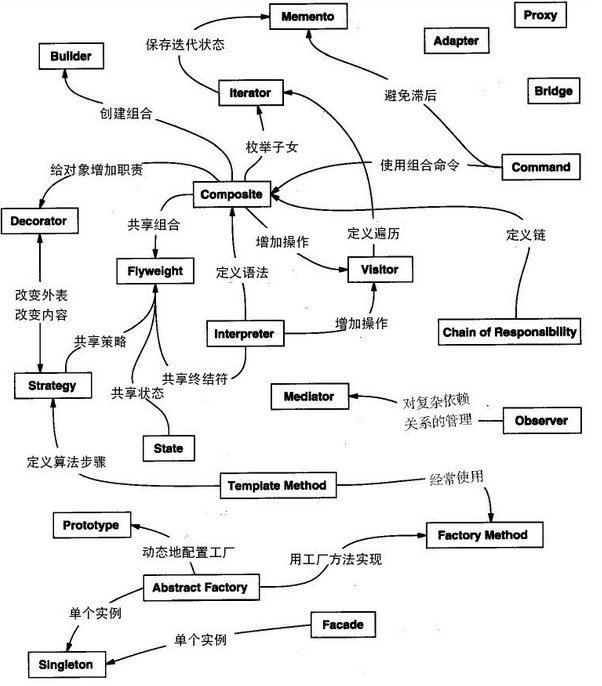 Memento
Proxy
Adapter
Builder
保存迭代状态
Iterator
Bridge
避免滞后
创建组合
枚举子女
给对象增加职责
使用组合命令
Command
Composite
Decorator
共享组合
增加操作
定义遍历
定义链
Flyweight
定义语法
Visitor
改变外表
改变内容
共享策略
Interpreter
增加操作
Chain of Responsibility
共享终结符
Strategy
共享状态
Mediator
对复杂依赖
关系的管理
Observer
State
定义算法步骤
Template Method
经常使用
Prototype
Factory Method
动态地配置工厂
用工厂方法实现
Abstract Factory
单个实例
Facade
单个实例
Singleton